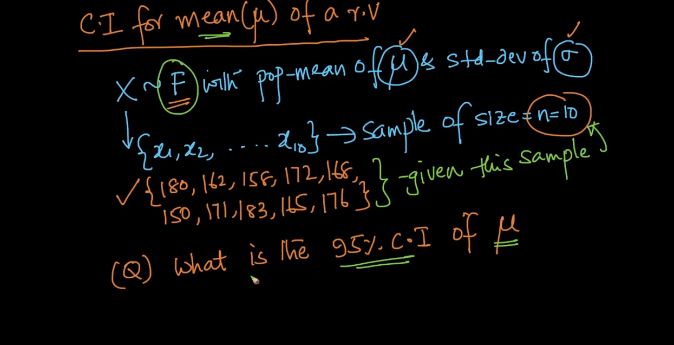 C.I for mean(μ) of a r.v
X ~ F with pop-mean of μ & std-dev of σ
{x1, x2, .... x10} → sample of size = n=10
{180, 162, 158, 172, 168, } - given this sample
150, 171, 183, 165, 176 }
(Q) What is the 95% C.I of μ